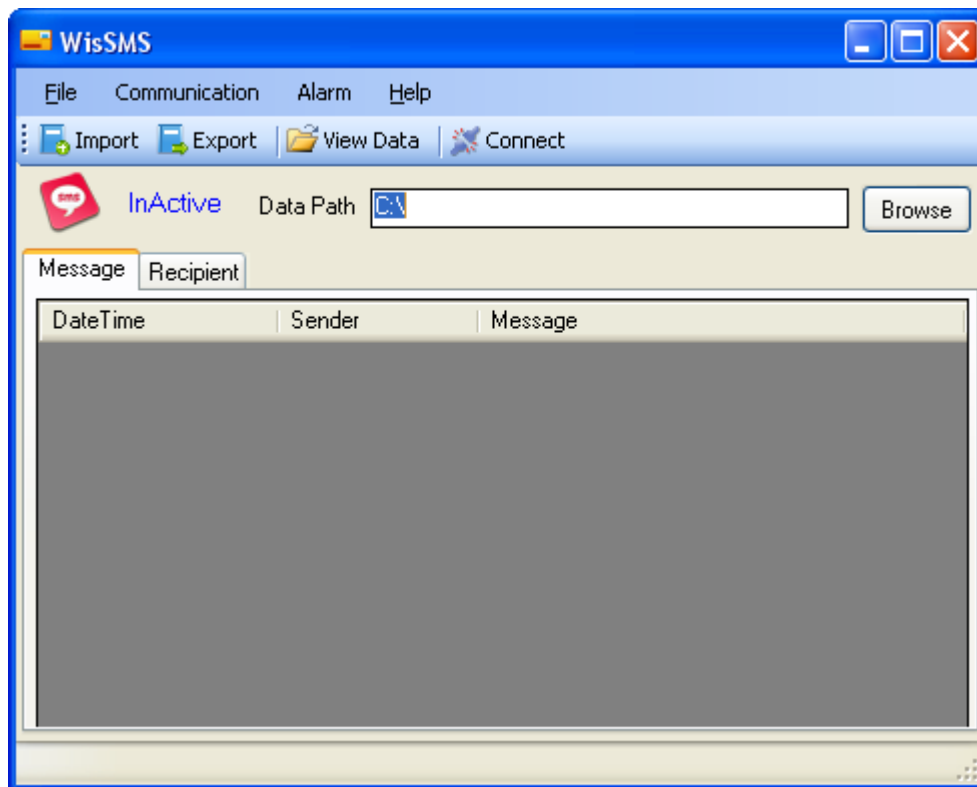 WisSMS
File Communication Alarm Help
Import Export View Data Connect
sms InActive Data Path C:\ Browse
Message Recipient
DateTime Sender Message